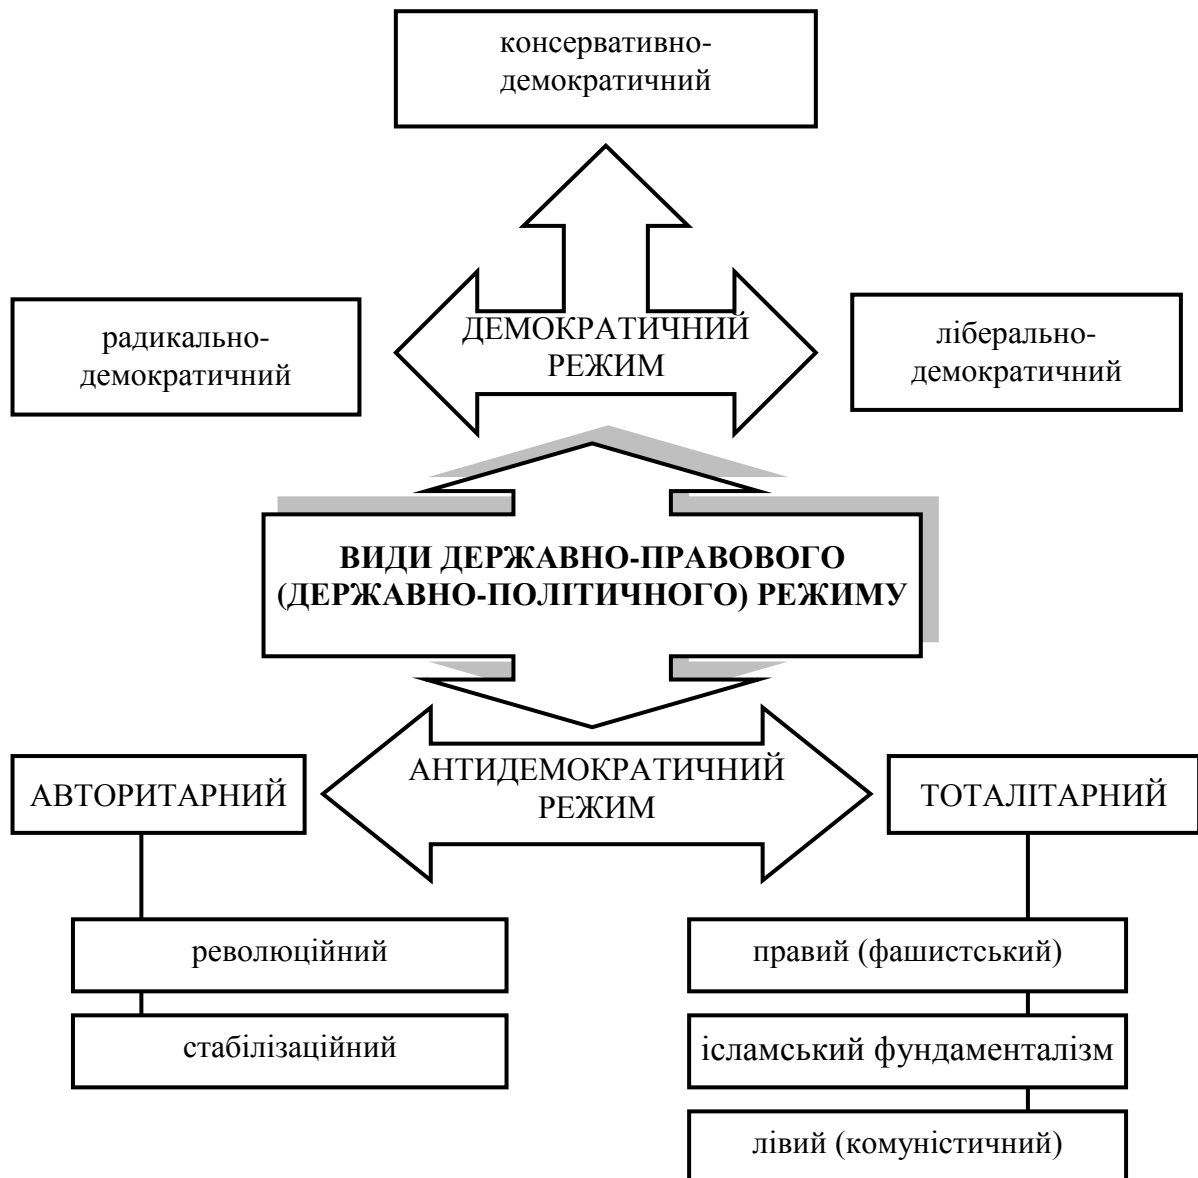 консервативно-
демократичний
радикально-
демократичний
ДЕМОКРАТИЧНИЙ
РЕЖИМ
ліберально-
демократичний
ВИДИ ДЕРЖАВНО-ПРАВОВОГО
(ДЕРЖАВНО-ПОЛІТИЧНОГО) РЕЖИМУ
АВТОРИТАРНИЙ
АНТИДЕМОКРАТИЧНИЙ
РЕЖИМ
ТОТАЛІТАРНИЙ
революційний
стабілізаційний
правий (фашистський)
ісламський фундаменталізм
лівий (комуністичний)